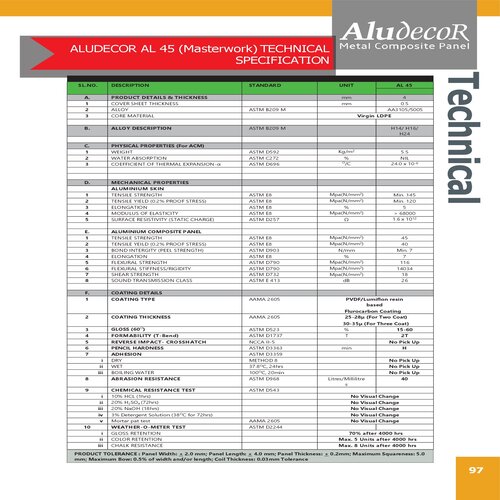 ALUDECOR
Metal Composite Panel
ALUDECOR AL 45 (Masterwork) TECHNICAL
SPECIFICATION
Technical
SL.NO. DESCRIPTION STANDARD UNIT AL 45
A. PRODUCT DETAILS & THICKNESS mm 4
1 COVER SHEET THICKNESS mm 0.5
2 ALLOY ASTM B209 M AA3105/5005
3 CORE MATERIAL Virgin LDPE
B. ALLOY DESCRIPTION ASTM B209 M H14/ H16/
H24
C. PHYSICAL PROPERTIES (For ACM)
1 WEIGHT ASTM D592 Kg/m² 5.5
2 WATER ABSORPTION ASTM C272 % NIL
3 COEFFICIENT OF THERMAL EXPANSION-α ASTM D696 °/C 24.0 x 10⁻⁶
D. MECHANICAL PROPERTIES
ALUMINIUM SKIN
1 TENSILE STRENGTH ASTM E8 Mpa(N/mm²) Min. 145
2 TENSILE YIELD (0.2% PROOF STRESS) ASTM E8 Mpa(N/mm²) Min. 120
3 ELONGATION ASTM E8 % 5
4 MODULUS OF ELASTICITY ASTM E8 Mpa(N/mm²) > 68000
5 SURFACE RESISTIVITY (STATIC CHARGE) ASTM D257 Ω 1.6 x 10¹²
E. ALUMINIUM COMPOSITE PANEL
1 TENSILE STRENGTH ASTM E8 Mpa(N/mm²) 45
2 TENSILE YEILD (0.2% PROOF STRESS) ASTM E8 Mpa(N/mm²) 40
3 BOND INTERGITY (PEEL STRENGTH) ASTM D903 N/mm Min. 7
4 ELONGATION ASTM E8 % 7
5 FLEXURAL STRENGTH ASTM D790 Mpa(N/mm²) 116
6 FLEXURAL STIFFNESS/RIGIDITY ASTM D790 Mpa(N/mm²) 14034
7 SHEAR STRENGTH ASTM D732 Mpa(N/mm²) 18
8 SOUND TRANSMISSION CLASS ASTM E 413 dB 26
F. COATING DETAILS
1 COATING TYPE AAMA 2605 PVDF/Lumiflon resin
based
Flurocarbon Coating
2 COATING THICKNESS AAMA 2605 25-28µ (For Two Coat)
30-35µ (For Three Coat)
3 GLOSS (60°) ASTM D523 % 15-60
4 FORMABILITY (T-Bend) ASTM D1737 T 2T
5 REVERSE IMPACT- CROSSHATCH NCCA II-5 No Pick Up
6 PENCIL HARDENESS ASTM D3363 min H
7 ADHESION ASTM D3359
i DRY METHOD 8 No Pick Up
ii WET 37.8°C, 24hrs No Pick Up
iii BOILING WATER 100°C, 20min No Pick Up
8 ABRASION RESISTANCE ASTM D968 Litres/Millilitre 40
9 CHEMICAL RESISTANCE TEST ASTM D543
i 10% HCL (1hrs) No Visual Change
ii 20% H₂SO₄ (72hrs) No Visual Change
iii 20% NAOH (18hrs) No Visual Change
iv 3% Detergent Solution (38°C for 72hrs) No Visual Change
v Mortar pat test AAMA 2605 No Visual Change
10 WEATHER-O-METER TEST ASTM D2244
i GLOSS RETENTION 70% after 4000 hrs
ii COLOR RETENTION Max. 5 Units after 4000 hrs
iii CHALK RESISTANCE Max. 8 Units after 4000 hrs
PRODUCT TOLERANCE : Panel Width: ± 2.0 mm; Panel Length: ± 4.0 mm; Panel Thickness: ± 0.2mm; Maximum Squareness: 5.0
mm; Maximum Bow: 0.5% of width and/or length; Coil Thickness: 0.03mm Tolerance
97